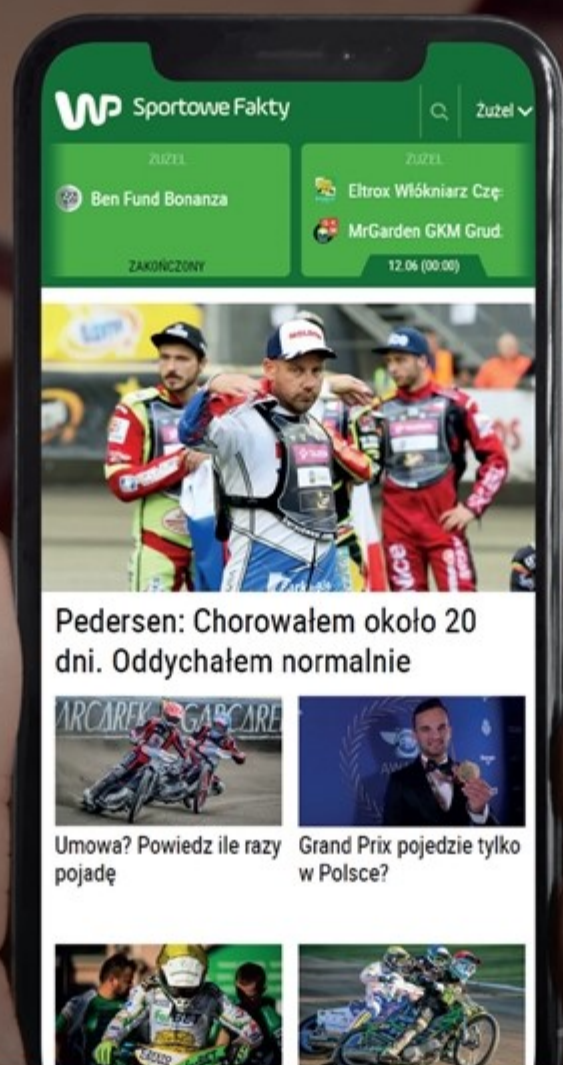 WP Sportowe Fakty
Żużel
ŻUŻEL
Ben Fund Bonanza
ZAKOŃCZONY
ŻUŻEL
Eltrox Włókniarz Czę
MrGarden GKM Grud
12.06 (00:00)
Pedersen: Chorowałem około 20
dni. Oddychałem normalnie
Umowa? Powiedz ile razy
pojadę
Grand Prix pojedzie tylko
w Polsce?